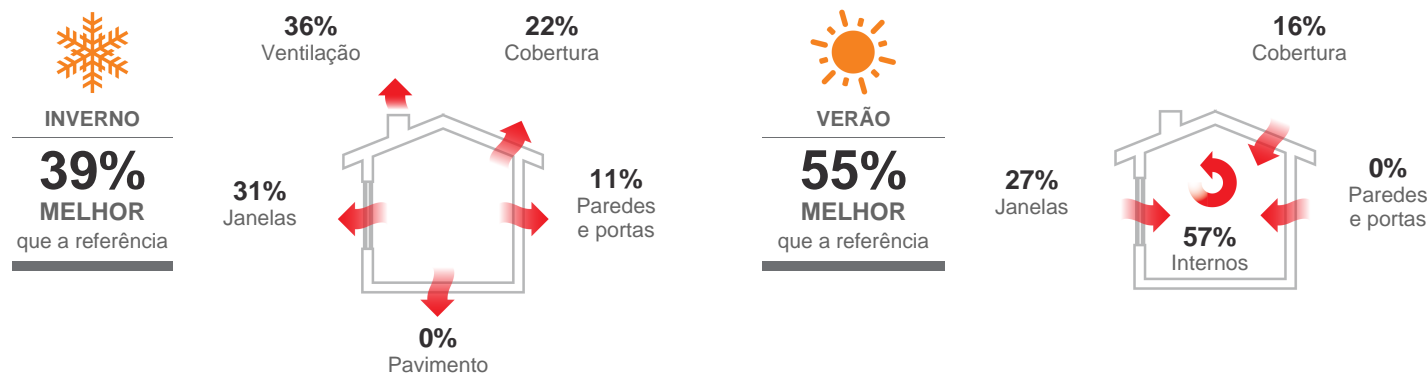 INVERNO
39%
MELHOR
que a referência
36%
Ventilação
22%
Cobertura
31%
Janelas
11%
Paredes
e portas
0%
Pavimento
VERÃO
55%
MELHOR
que a referência
16%
Cobertura
27%
Janelas
0%
Paredes
e portas
57%
Internos